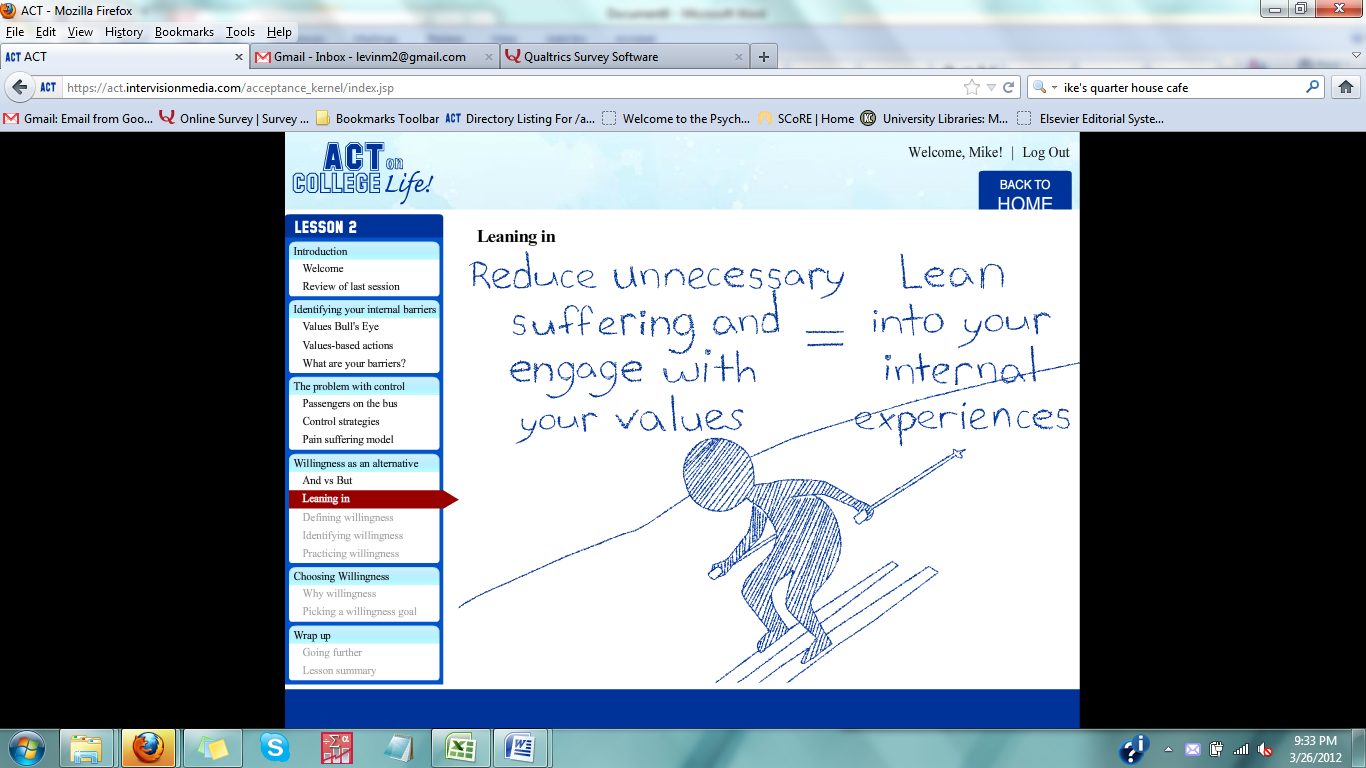 ACT - Mozilla Firefox
File Edit View History Bookmarks Tools Help
ACT ACT
Gmail - Inbox - levinm2@gmail.com
Qualtrics Survey Software
ACT https://act.intervisionmedia.com/acceptance_kernel/index.jsp
ike's quarter house cafe
Gmail: Email from Goo... Online Survey | Survey ... Bookmarks Toolbar ACT Directory Listing For /a... Welcome to the Psych... SCoRE | Home University Libraries: M... Elsevier Editorial Syste...
ACT on
COLLEGE Life!
Welcome, Mike! | Log Out
BACK TO
HOME
LESSON 2
Introduction
Welcome
Review of last session
Identifying your internal barriers
Values Bull's Eye
Values-based actions
What are your barriers?
The problem with control
Passengers on the bus
Control strategies
Pain suffering model
Willingness as an alternative
And vs But
Leaning in
Defining willingness
Identifying willingness
Practicing willingness
Choosing Willingness
Why willingness
Picking a willingness goal
Wrap up
Going further
Lesson summary
Leaning in
Reduce unnecessary
suffering and
engage with
your values
=
Lean
into your
internal
experiences
9:33 PM
3/26/2012